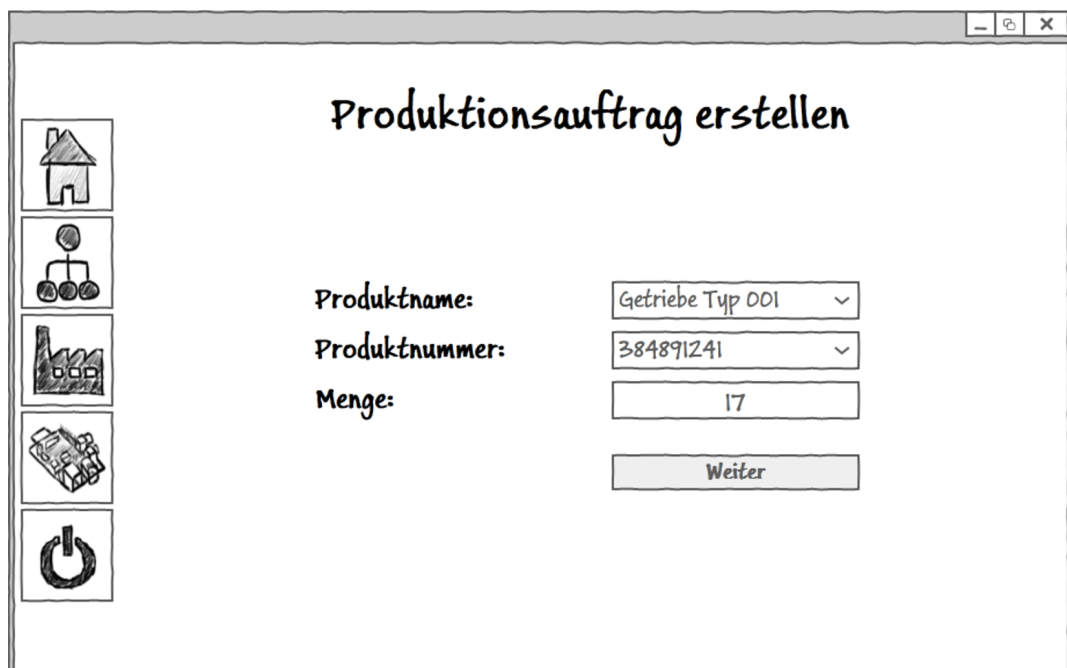 Produktionsauftrag erstellen
Produktname: Getriebe Typ 001
Produktnummer: 384891241
Menge: 17
Weiter